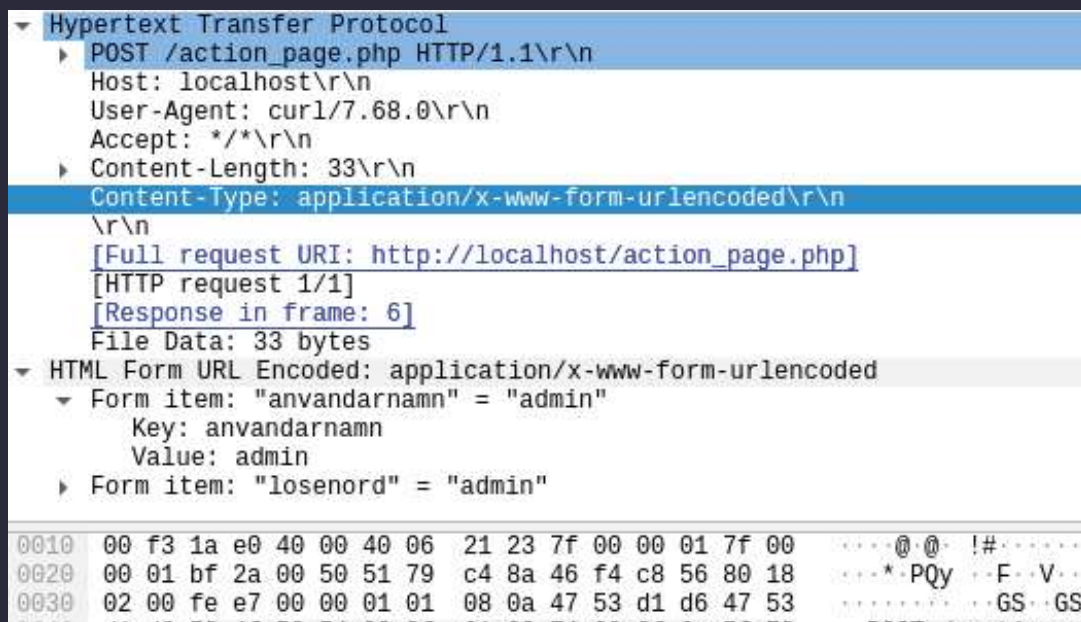 Hypertext Transfer Protocol
POST /action_page.php HTTP/1.1\r\n
Host: localhost\r\n
User-Agent: curl/7.68.0\r\n
Accept: */*\r\n
Content-Length: 33\r\n
Content-Type: application/x-www-form-urlencoded\r\n
\r\n
[Full request URI: http://localhost/action_page.php]
[HTTP request 1/1]
[Response in frame: 6]
File Data: 33 bytes
HTML Form URL Encoded: application/x-www-form-urlencoded
Form item: "anvandarnamn" = "admin"
Key: anvandarnamn
Value: admin
Form item: "losenord" = "admin"
0010 00 f3 1a e0 40 00 40 06 21 23 7f 00 00 01 7f 00 ····@·@· !#······
0020 00 01 bf 2a 00 50 51 79 c4 8a 46 f4 c8 56 80 18 ···*·PQy ··F··V··
0030 02 00 fe e7 00 00 01 01 08 0a 47 53 d1 d6 47 53 ········ ··GS··GS